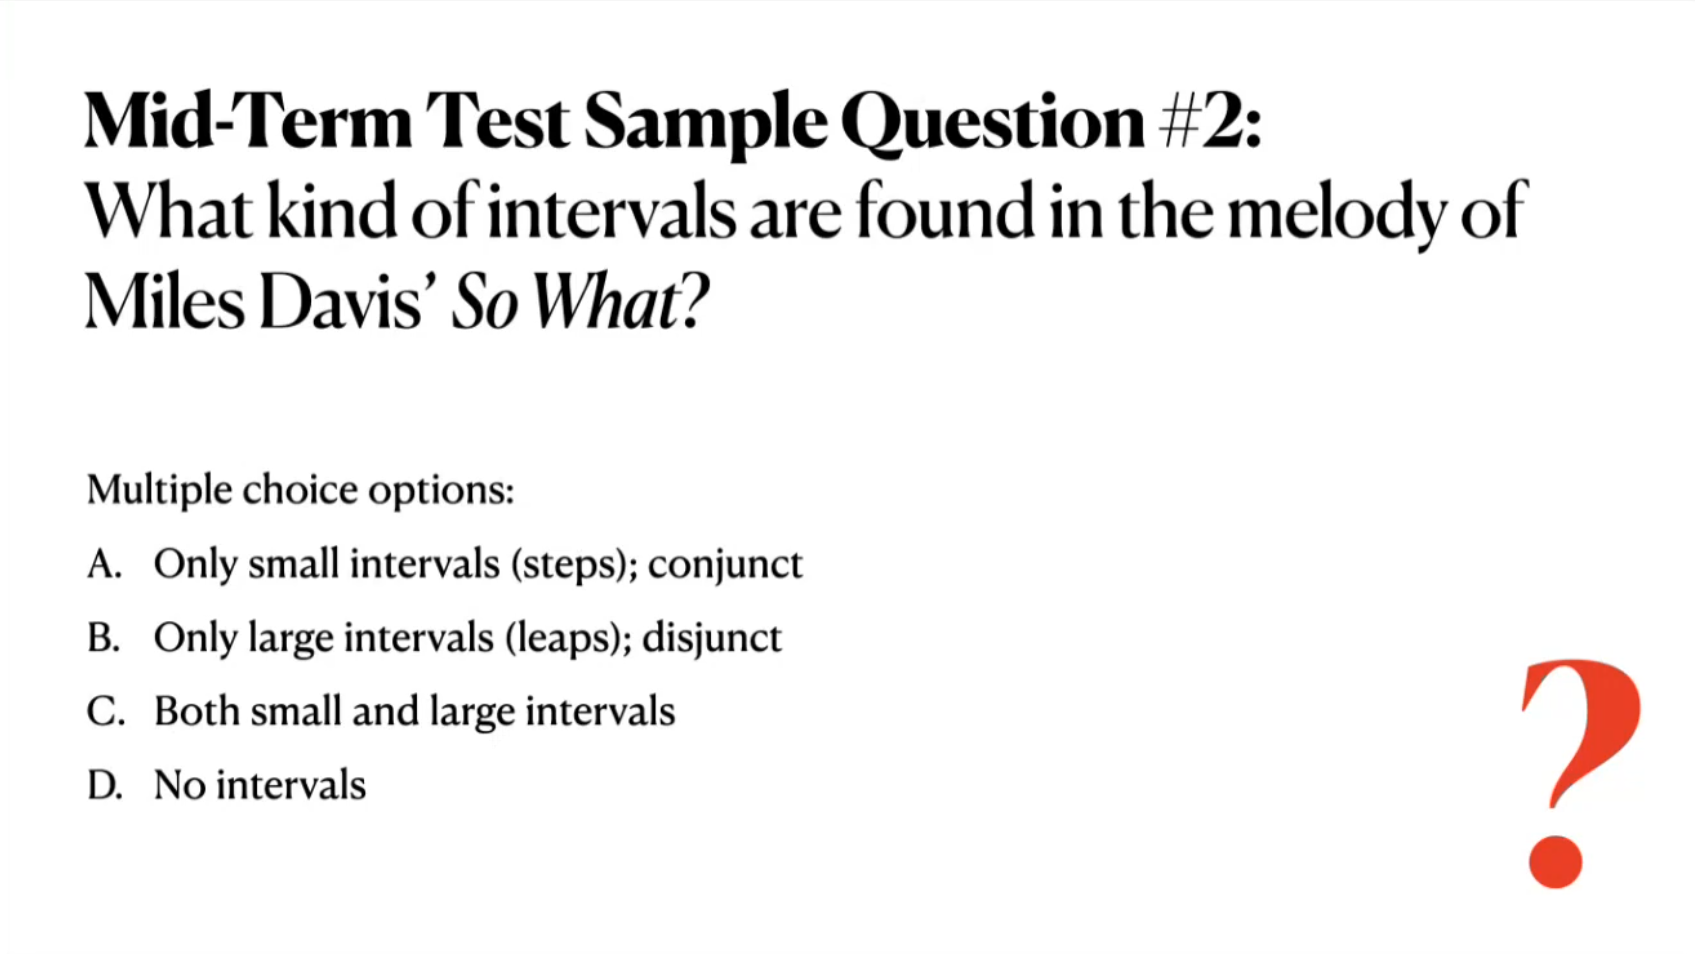 Mid-Term Test Sample Question #2:
What kind of intervals are found in the melody of
Miles Davis’ So What?
Multiple choice options:
A. Only small intervals (steps); conjunct
B. Only large intervals (leaps); disjunct
C. Both small and large intervals
D. No intervals
?